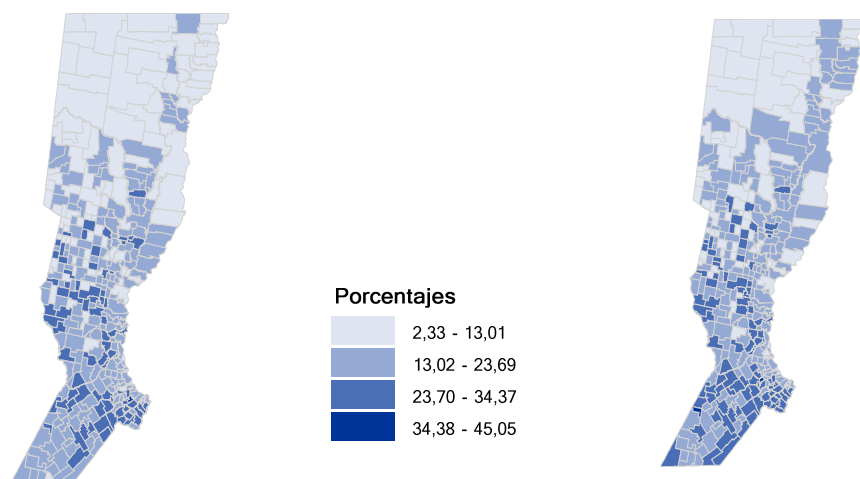 Porcentajes
2,33 - 13,01
13,02 - 23,69
23,70 - 34,37
34,38 - 45,05